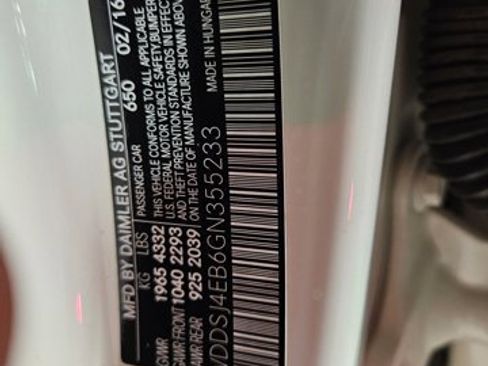 MFD BY DAIMLER AG STUTTGART
650 02/16
KG LBS PASSENGER CAR
GVWR 1965 4332 THIS VEHICLE CONFORMS TO ALL APPLICABLE
GAWR FRONT 1040 2293 U.S. FEDERAL MOTOR VEHICLE SAFETY, BUMPER,
GAWR REAR 925 2039 AND THEFT PREVENTION STANDARDS IN EFFECT
ON THE DATE OF MANUFACTURE SHOWN ABOVE
WDDSJ4EB6GN355233 MADE IN HUNGARY